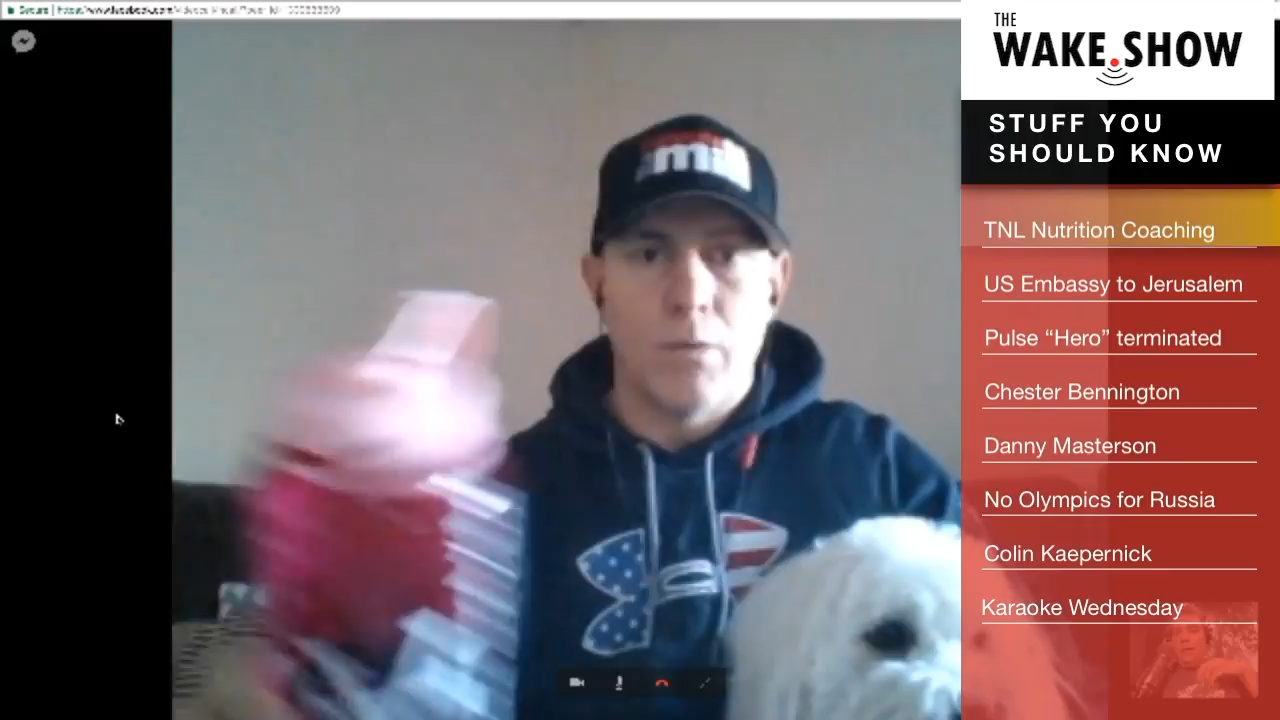 Secure
THE
WAKE.SHOW
STUFF YOU
SHOULD KNOW
TNL Nutrition Coaching
US Embassy to Jerusalem
Pulse “Hero” terminated
Chester Bennington
Danny Masterson
No Olympics for Russia
Colin Kaepernick
Karaoke Wednesday